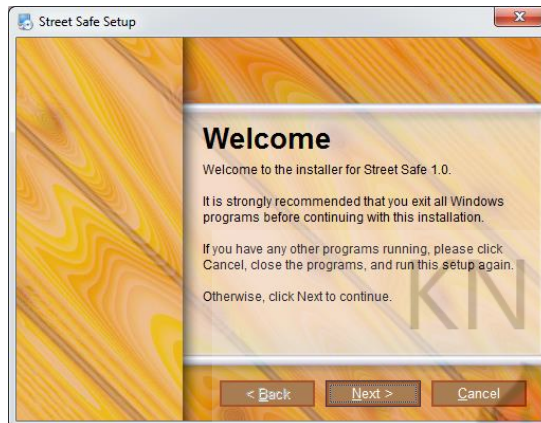 Street Safe Setup
Welcome
Welcome to the installer for Street Safe 1.0.
It is strongly recommended that you exit all Windows
programs before continuing with this installation.
If you have any other programs running, please click
Cancel, close the programs, and run this setup again.
Otherwise, click Next to continue.
KN
< Back Next > Cancel